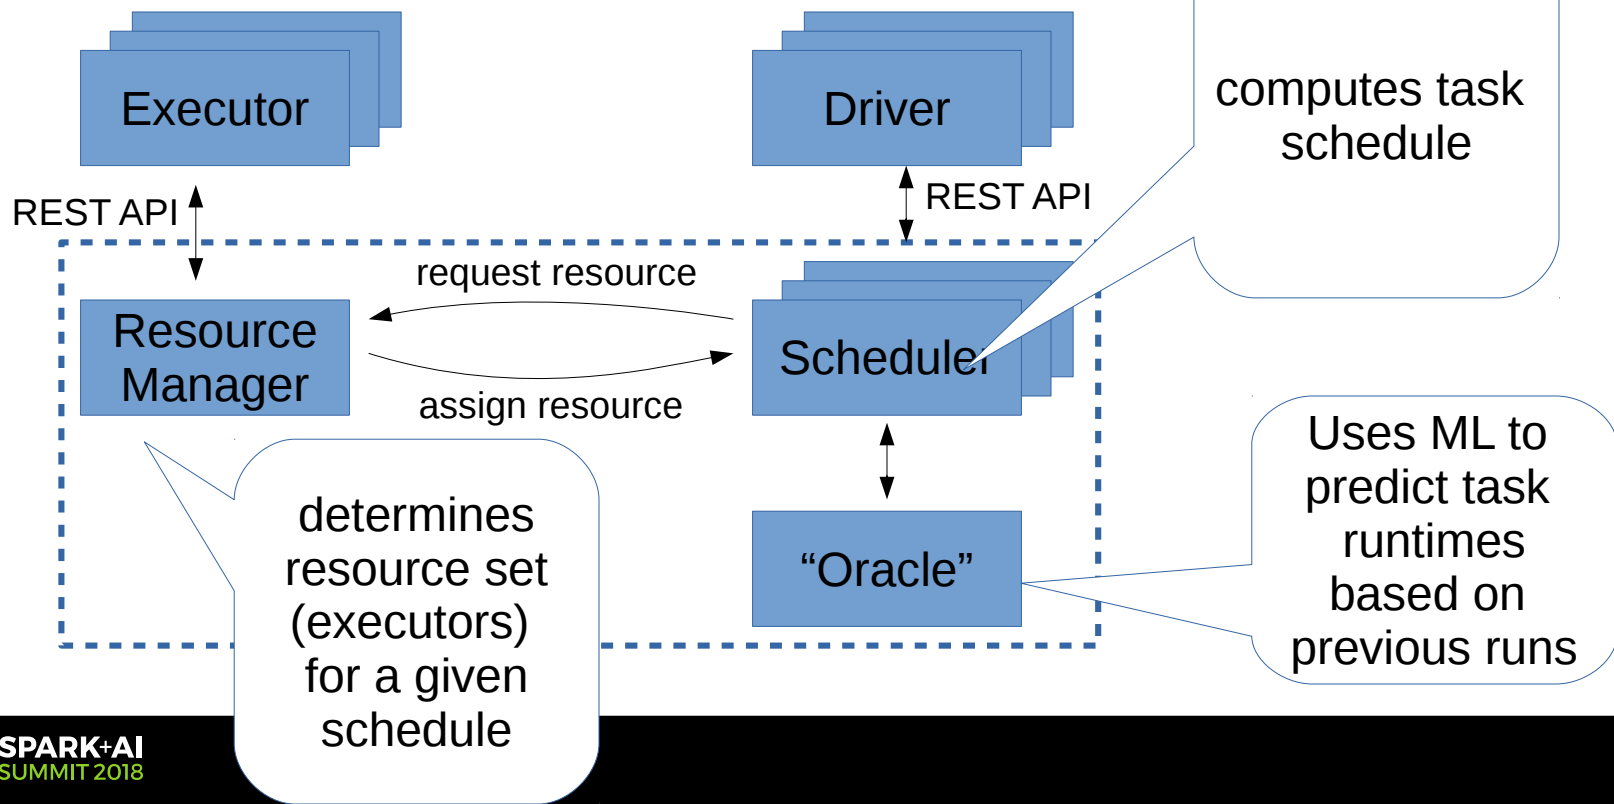 Executor
Driver
computes task
schedule
REST API
REST API
request resource
Resource
Manager
Scheduler
assign resource
determines
resource set
(executors)
for a given
schedule
“Oracle”
Uses ML to
predict task
runtimes
based on
previous runs
SPARK+AI
SUMMIT 2018